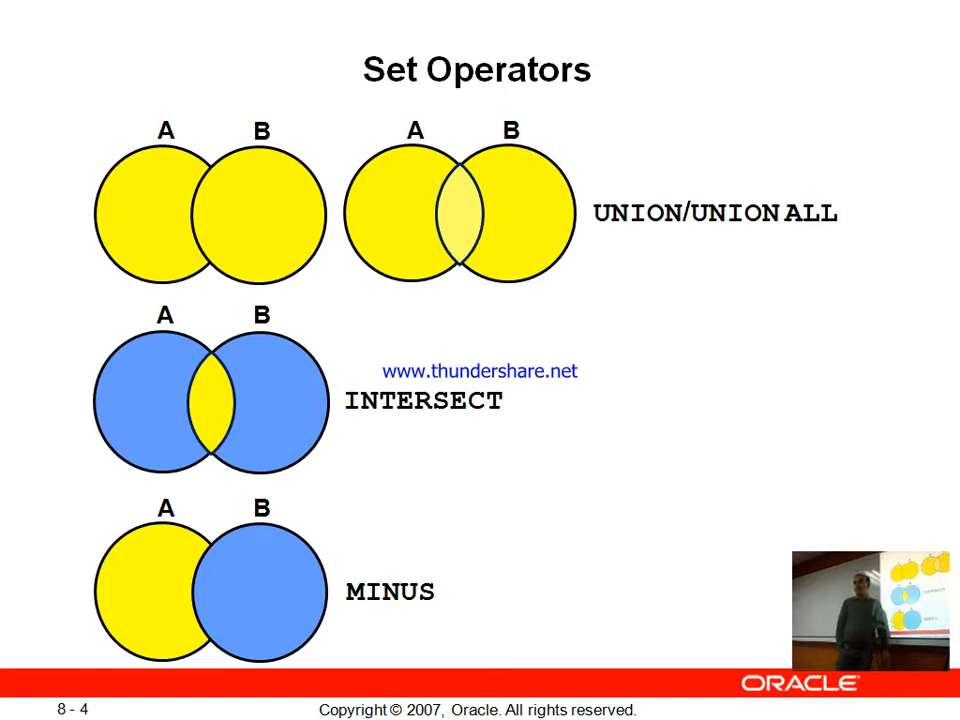 Set Operators
A B A B
UNION/UNION ALL
A B
www.thundershare.net
INTERSECT
A B
MINUS
ORACLE
8 - 4 Copyright © 2007, Oracle. All rights reserved.